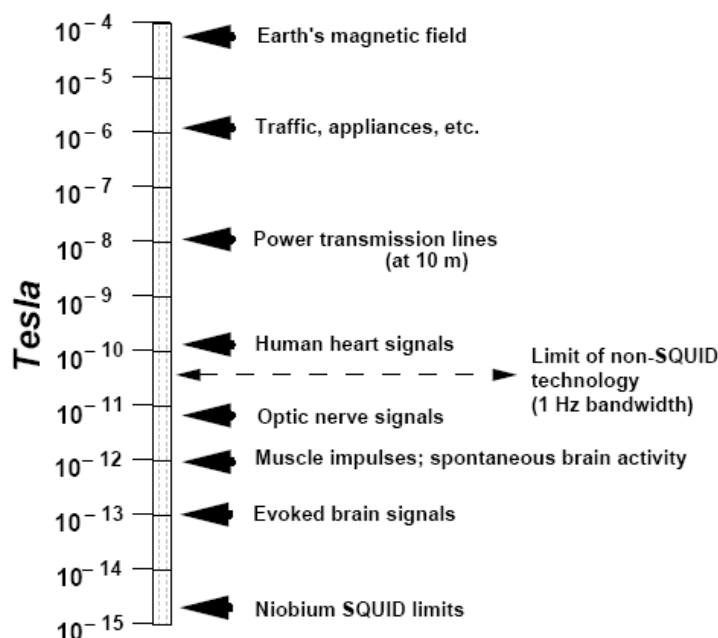 10⁻⁴
Earth's magnetic field
10⁻⁵
10⁻⁶
Traffic, appliances, etc.
10⁻⁷
10⁻⁸
Power transmission lines
(at 10 m)
10⁻⁹
Tesla
10⁻¹⁰
Human heart signals
Limit of non-SQUID
technology
(1 Hz bandwidth)
10⁻¹¹
Optic nerve signals
10⁻¹²
Muscle impulses; spontaneous brain activity
10⁻¹³
Evoked brain signals
10⁻¹⁴
Niobium SQUID limits
10⁻¹⁵